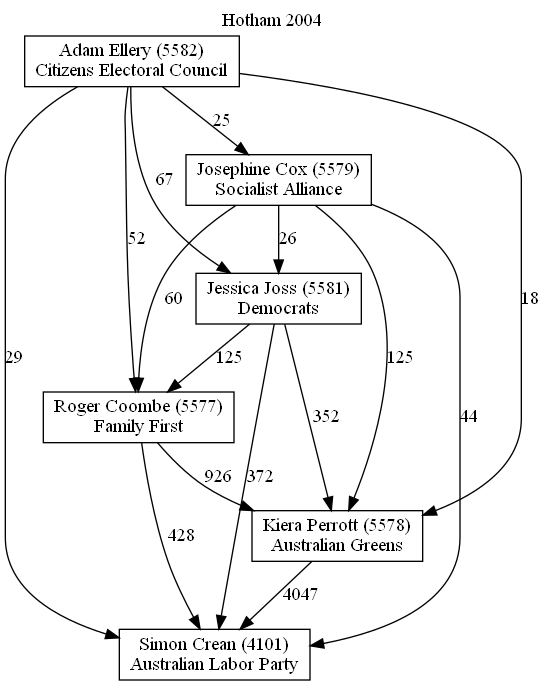 Hotham 2004
Adam Ellery (5582)
Citizens Electoral Council
25
Josephine Cox (5579)
Socialist Alliance
67
52
26
60
18
Jessica Joss (5581)
Democrats
29
125
125
Roger Coombe (5577)
Family First
352
44
926
372
Kiera Perrott (5578)
Australian Greens
428
4047
Simon Crean (4101)
Australian Labor Party